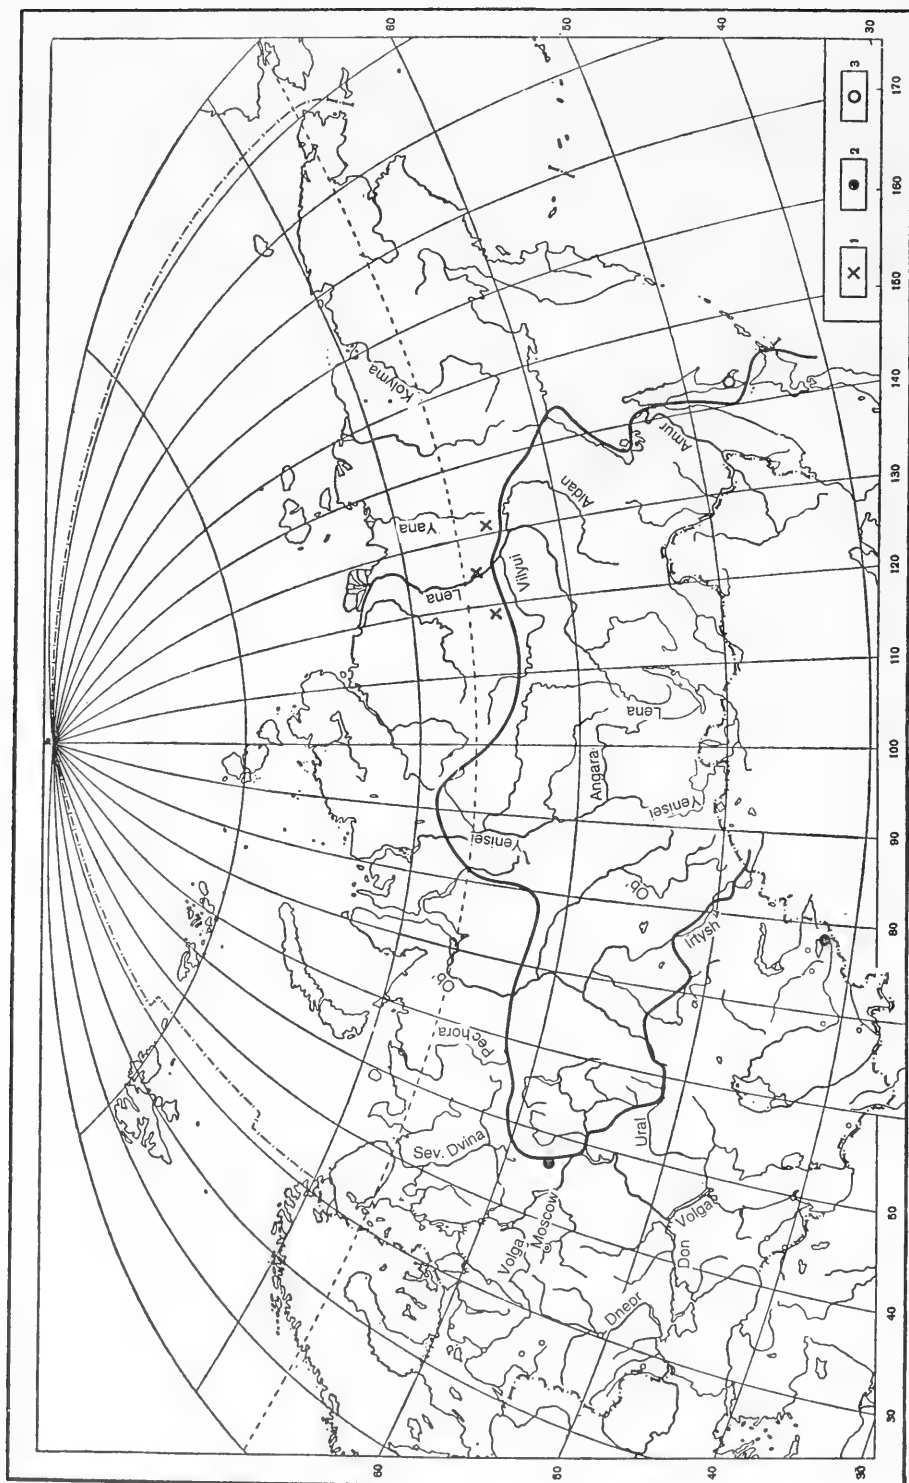 60
50
40
30
170
160
150
140
130
120
110
100
90
80
50
40
30
60
60
30
1
2
3
Kolyma
Yana
Lena
Aldan
Vilyui
Amur
Lena
Angara
Yenisei
Yenisei
Ob'
Ob'
Irtysh
Pechora
Sev. Dvina
Ural
Volga
Moscow
Volga
Don
Dnepr